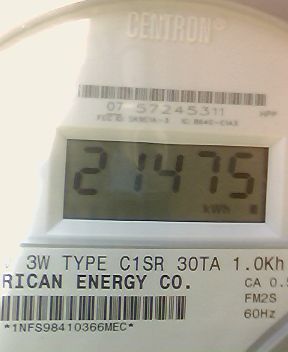 CENTRON®
07 57245311
21475
kWh
3W TYPE C1SR 30TA 1.0Kh
RICAN ENERGY CO.
CA 0.5
FM2S
60Hz
*1NFS98410366MEC*